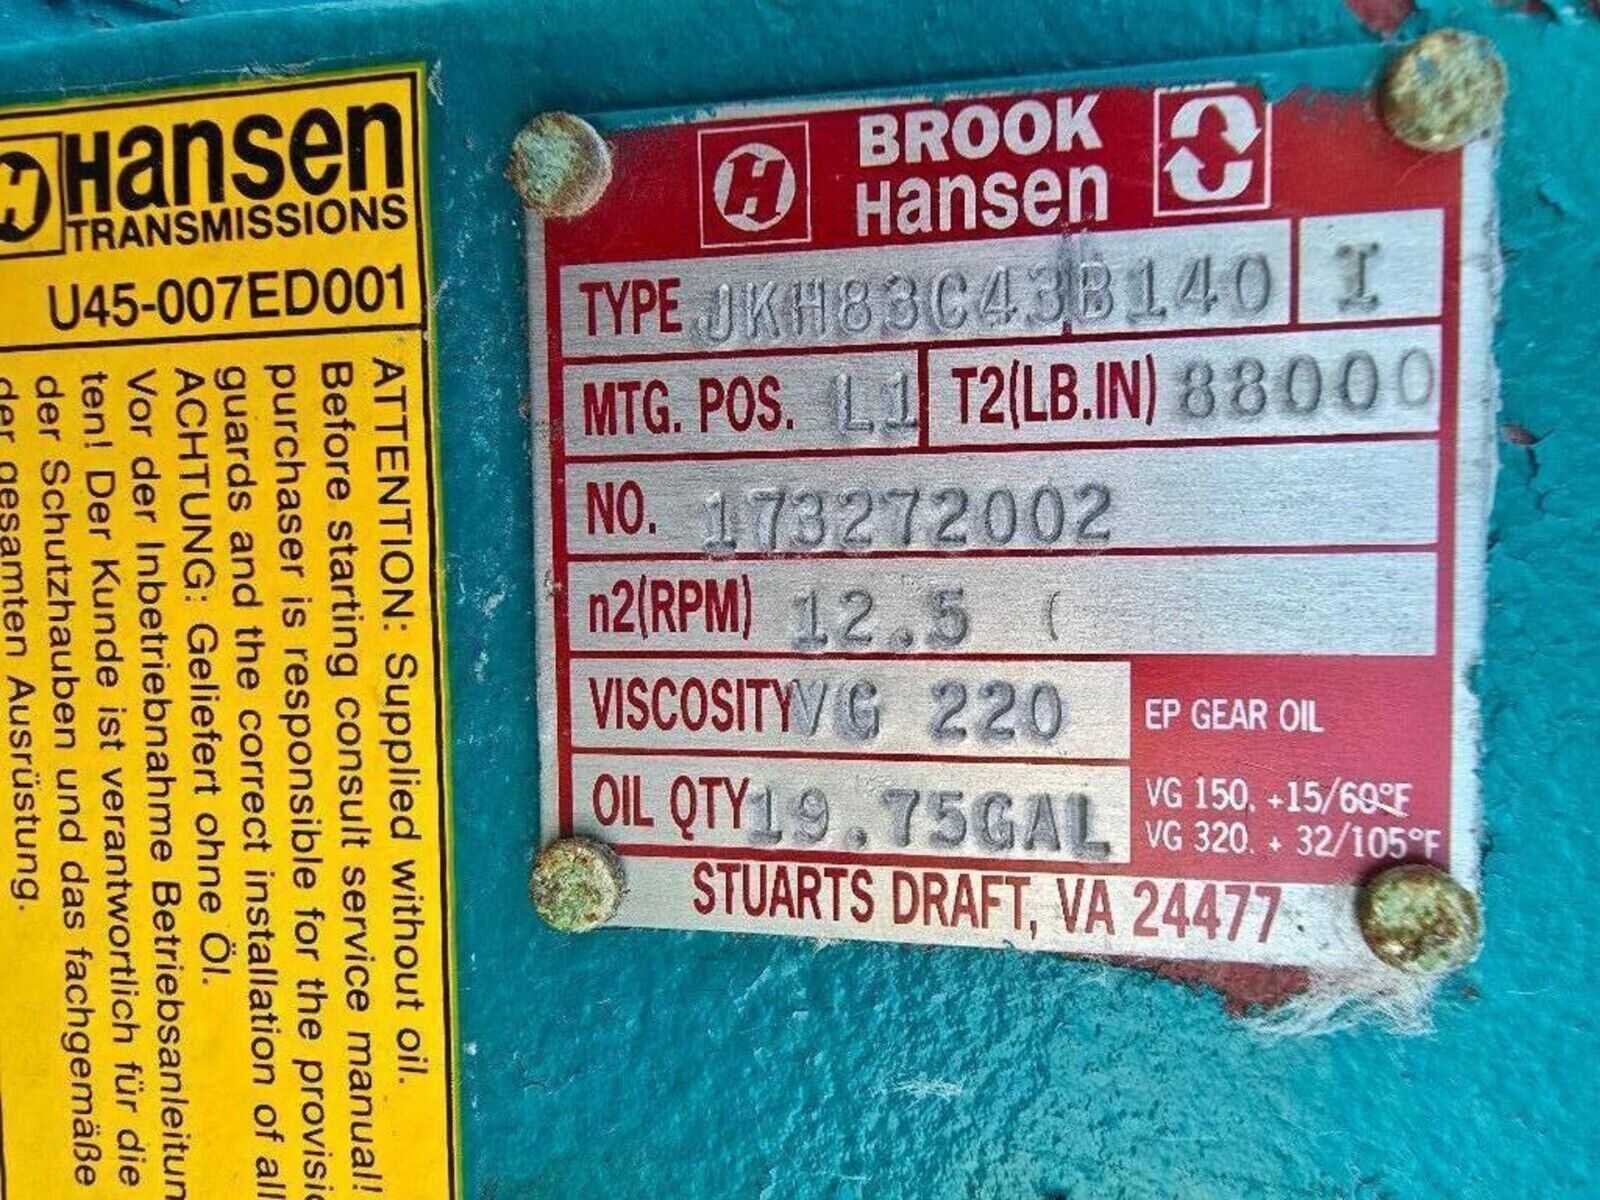 Hansen
TRANSMISSIONS
U45-007ED001
ATTENTION: Supplied without oil.
Before starting consult service manual!
purchaser is responsible for the
guards and the correct installation of
ACHTUNG: Geliefert ohne Öl.
Vor der Inbetriebnahme
ten! Der Kunde ist verantwortlich für die
der Schutzhauben und das fachgemäße
der gesamten Ausrüstung.
H
BROOK
Hansen
TYPE JKH83C43B140 I
MTG. POS. L1 T2(LB.IN) 88000
NO. 173272002
n2(RPM) 12.5 (
VISCOSITY VG 220
EP GEAR OIL
OIL QTY 19.75GAL
VG 150. +15/60°F
VG 320. + 32/105°F
STUARTS DRAFT, VA 24477